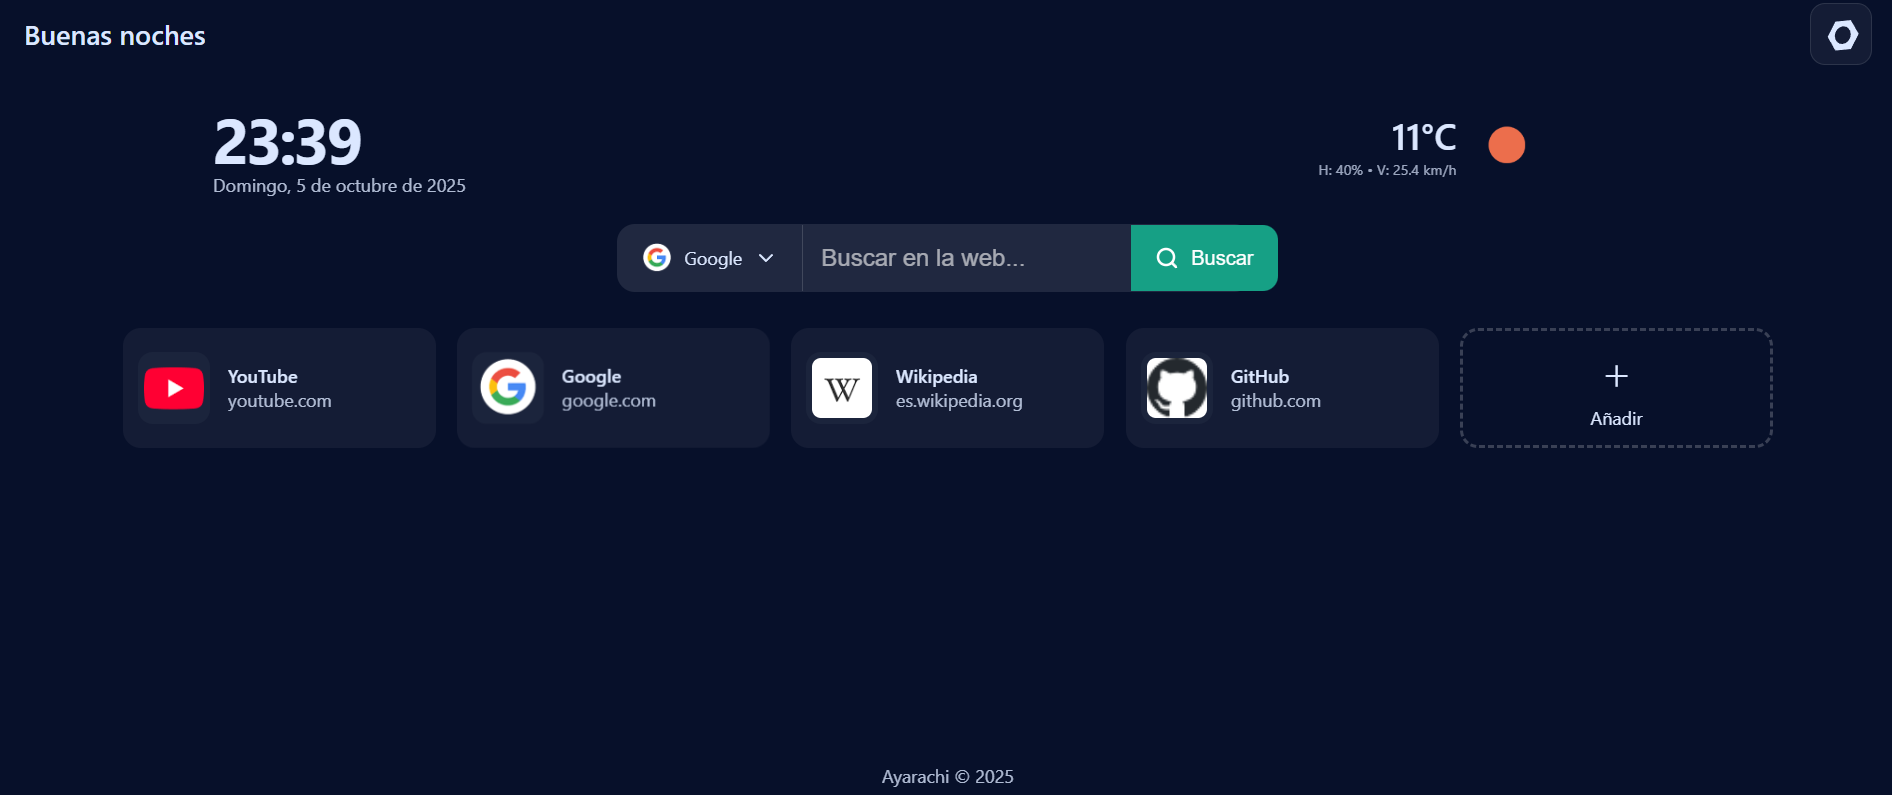 Buenas noches
23:39
Domingo, 5 de octubre de 2025
11°C
H: 40% • V: 25.4 km/h
Google
Buscar en la web...
Buscar
YouTube
youtube.com
Google
google.com
W
Wikipedia
es.wikipedia.org
GitHub
github.com
Añadir
Ayarachi © 2025